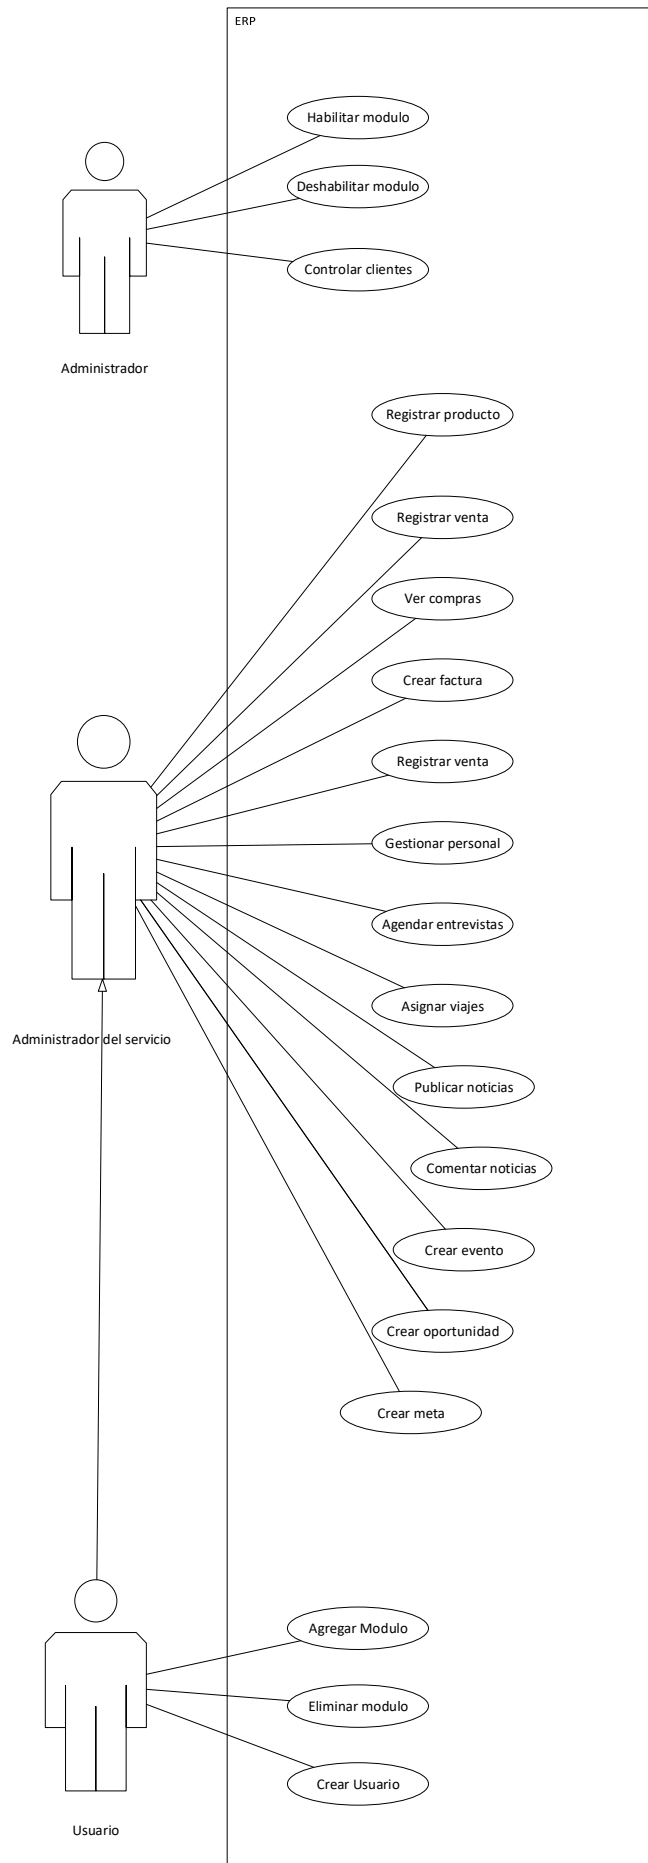 ERP
Habilitar modulo
Deshabilitar modulo
Controlar clientes
Administrador
Registrar producto
Registrar venta
Ver compras
Crear factura
Registrar venta
Gestionar personal
Agendar entrevistas
Asignar viajes
Administrador del servicio
Publicar noticias
Comentar noticias
Crear evento
Crear oportunidad
Crear meta
Agregar Modulo
Eliminar modulo
Crear Usuario
Usuario